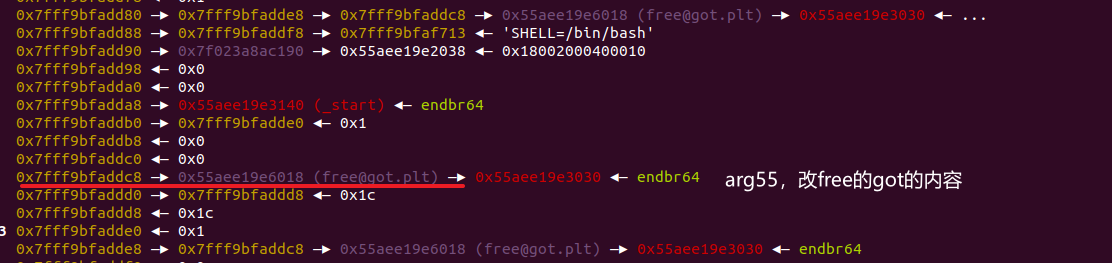 0x7fff9bfadd80 —▸ 0x7fff9bfadde8 —▸ 0x7fff9bfaddc8 —▸ 0x55aee19e6018 (free@got.plt) —▸ 0x55aee19e3030 ◂— ...
0x7fff9bfadd88 —▸ 0x7fff9bfaddf8 —▸ 0x7fff9bfaf713 ◂— 'SHELL=/bin/bash'
0x7fff9bfadd90 —▸ 0x7f023a8ac190 —▸ 0x55aee19e2038 ◂— 0x18002000400010
0x7fff9bfadd98 ◂— 0x0
0x7fff9bfadda0 ◂— 0x0
0x7fff9bfadda8 —▸ 0x55aee19e3140 (_start) ◂— endbr64
0x7fff9bfaddb0 —▸ 0x7fff9bfadde0 ◂— 0x1
0x7fff9bfaddb8 ◂— 0x0
0x7fff9bfaddc0 ◂— 0x0
0x7fff9bfaddc8 —▸ 0x55aee19e6018 (free@got.plt) —▸ 0x55aee19e3030 ◂— endbr64 arg55，改free的got的内容
0x7fff9bfaddd0 —▸ 0x7fff9bfaddd8 ◂— 0x1c
0x7fff9bfaddd8 ◂— 0x1c
3 0x7fff9bfadde0 ◂— 0x1
0x7fff9bfadde8 —▸ 0x7fff9bfaddc8 —▸ 0x55aee19e6018 (free@got.plt) —▸ 0x55aee19e3030 ◂— endbr64